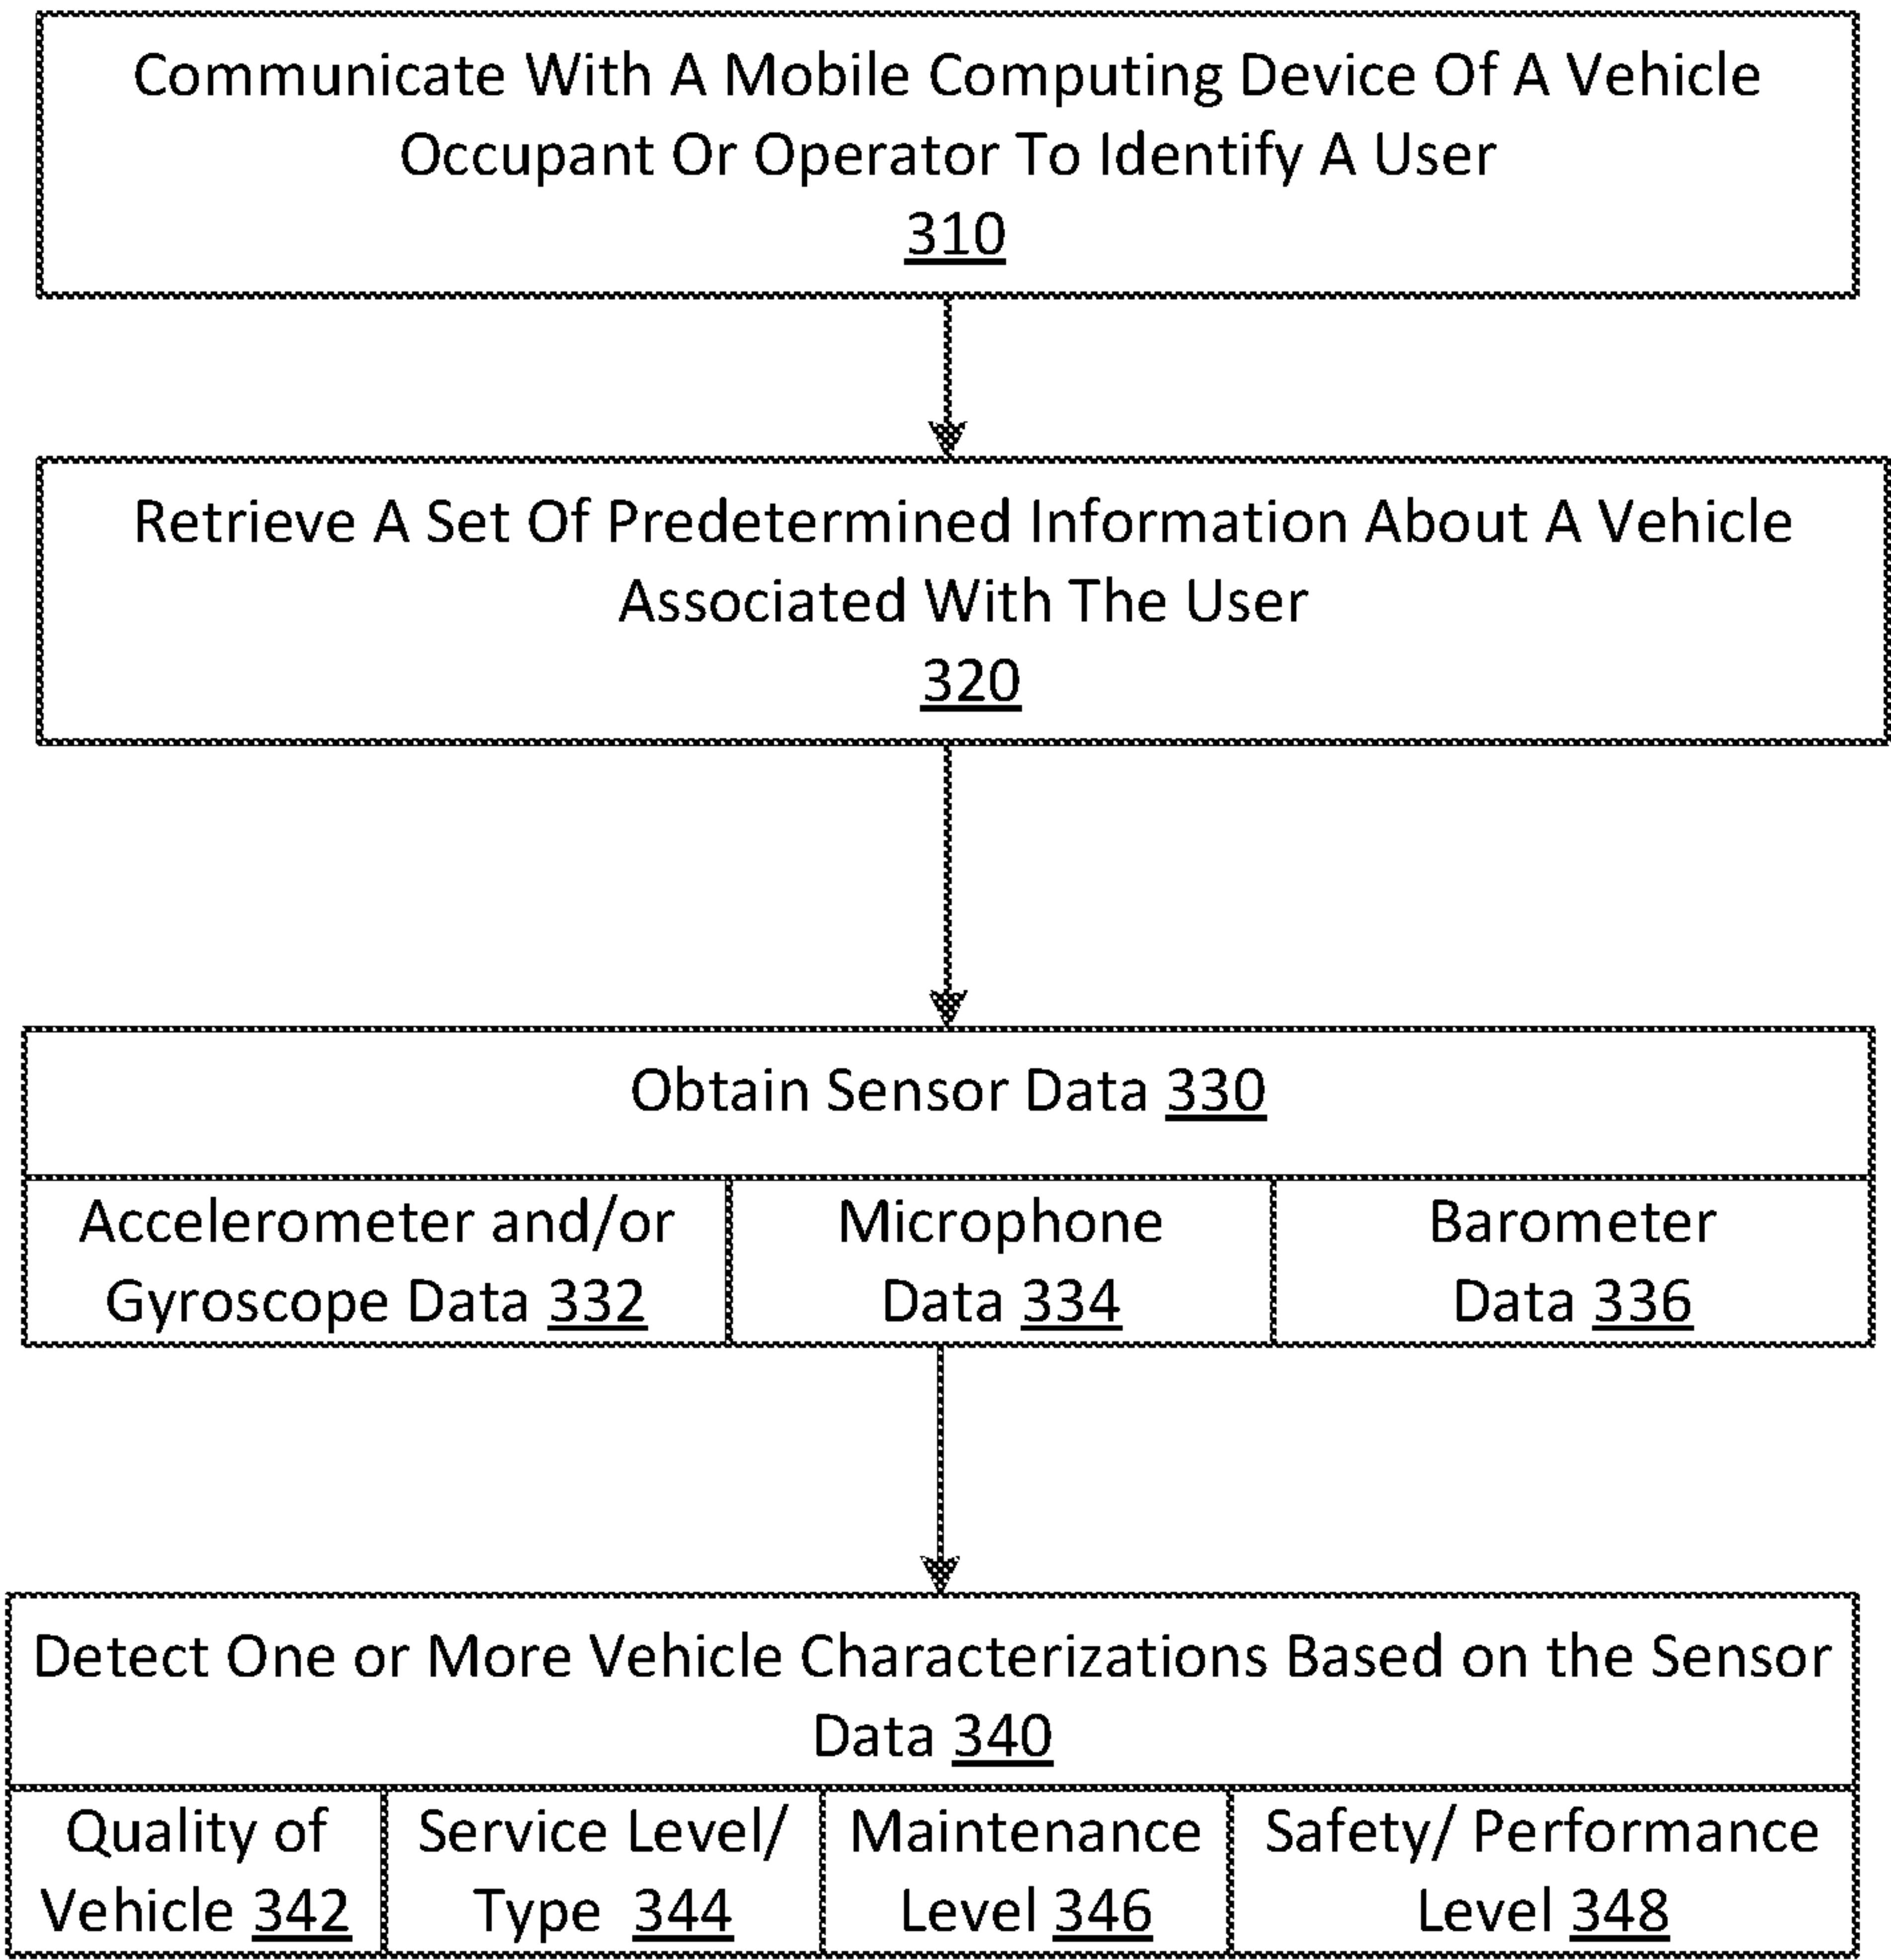 Communicate With A Mobile Computing Device Of A Vehicle
Occupant Or Operator To Identify A User
310
Retrieve A Set Of Predetermined Information About A Vehicle
Associated With The User
320
Obtain Sensor Data 330
Accelerometer and/or
Gyroscope Data 332
Microphone
Data 334
Barometer
Data 336
Detect One or More Vehicle Characterizations Based on the Sensor
Data 340
Quality of
Vehicle 342
Service Level/
Type 344
Maintenance
Level 346
Safety/ Performance
Level 348